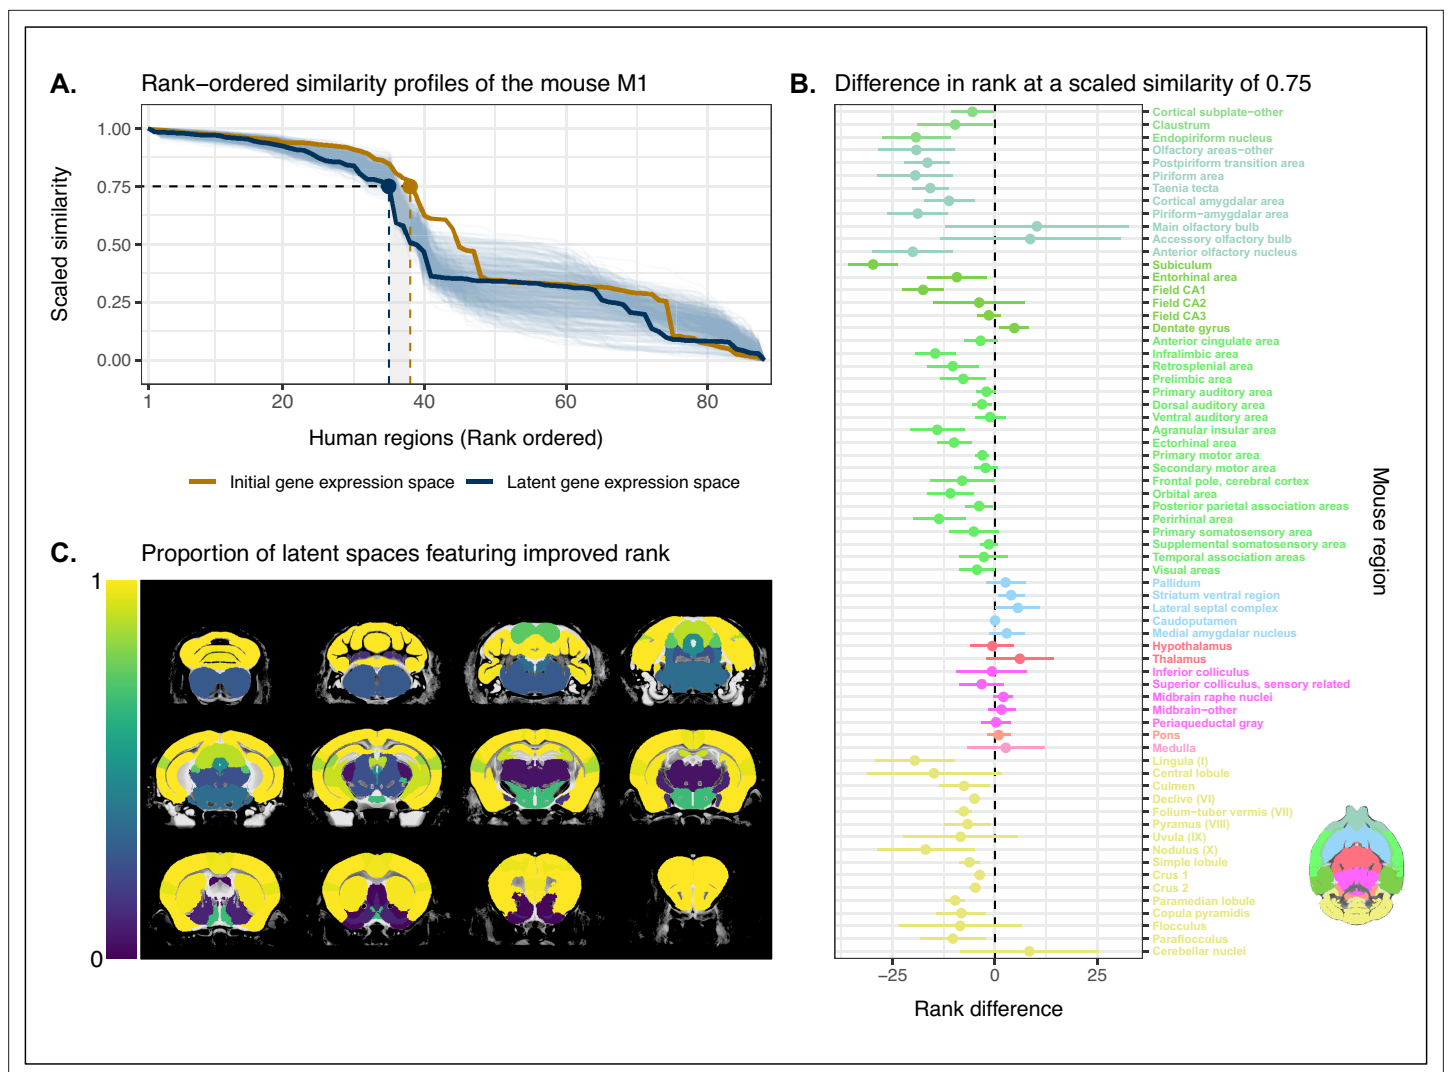 A.
Rank−ordered similarity profiles of the mouse M1
1.00
0.75
0.50
0.25
0.00
Scaled similarity
1
20
40
60
80
Human regions (Rank ordered)
Initial gene expression space
Latent gene expression space
B.
Difference in rank at a scaled similarity of 0.75
Cortical subplate−other
Claustrum
Endopiriform nucleus
Olfactory areas−other
Postpiriform transition area
Piriform area
Taenia tecta
Cortical amygdalar area
Piriform−amygdalar area
Main olfactory bulb
Accessory olfactory bulb
Anterior olfactory nucleus
Subiculum
Entorhinal area
Field CA1
Field CA2
Field CA3
Dentate gyrus
Anterior cingulate area
Infralimbic area
Retrosplenial area
Prelimbic area
Primary auditory area
Dorsal auditory area
Ventral auditory area
Agranular insular area
Ectorhinal area
Primary motor area
Secondary motor area
Frontal pole, cerebral cortex
Orbital area
Posterior parietal association areas
Perirhinal area
Primary somatosensory area
Supplemental somatosensory area
Temporal association areas
Visual areas
Pallidum
Striatum ventral region
Lateral septal complex
Caudoputamen
Medial amygdalar nucleus
Hypothalamus
Thalamus
Inferior colliculus
Superior colliculus, sensory related
Midbrain raphe nuclei
Midbrain−other
Periaqueductal gray
Pons
Medulla
Lingula (I)
Central lobule
Culmen
Declive (VI)
Folium−tuber vermis (VII)
Pyramus (VIII)
Uvula (IX)
Nodulus (X)
Simple lobule
Crus 1
Crus 2
Paramedian lobule
Copula pyramidis
Flocculus
Paraflocculus
Cerebellar nuclei
−25
0
25
Rank difference
Mouse region
C.
Proportion of latent spaces featuring improved rank
1
0